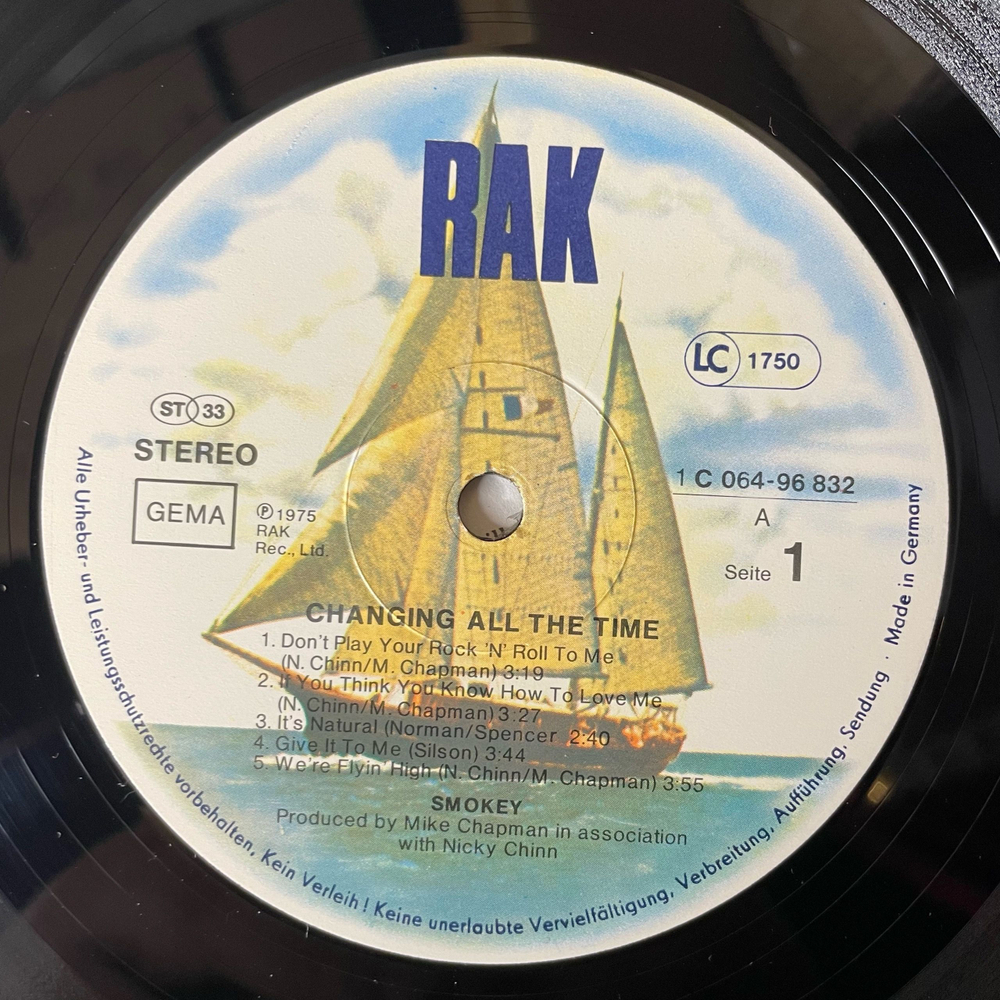 RAK
LC 1750
ST 33
STEREO
GEMA
℗ 1975
RAK
Rec., Ltd.
1 C 064-96 832
A
Seite 1
CHANGING ALL THE TIME
1. Don't Play Your Rock 'N' Roll To Me
(N. Chinn/M. Chapman) 3:19
2. If You Think You Know How To Love Me
(N. Chinn/M. Chapman) 3:27
3. It's Natural (Norman/Spencer 2:40
4. Give It To Me (Silson) 3:44
5. We're Flyin' High (N. Chinn/M. Chapman) 3:55
SMOKEY
Produced by Mike Chapman in association
with Nicky Chinn
Alle Urheber- und Leistungsschutzrechte vorbehalten, Kein Verleih! Keine unerlaubte Vervielfältigung, Verbreitung, Aufführung, Sendung · Made in Germany